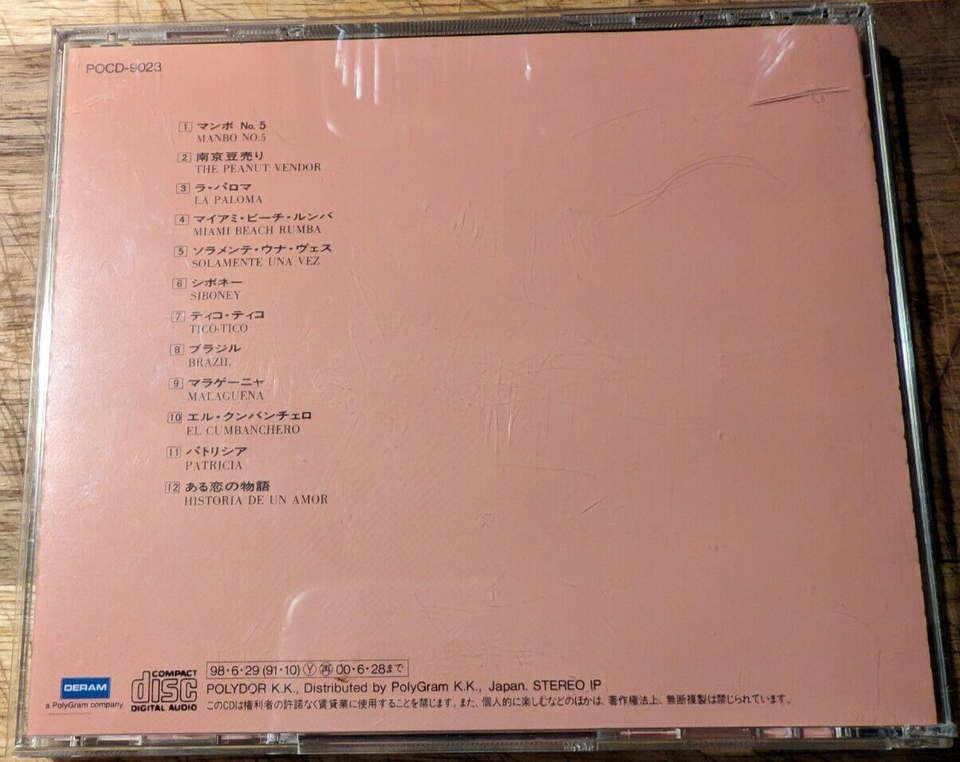 POCD-9023
1 マンボ No. 5
MANBO NO.5
2 南京豆売り
THE PEANUT VENDOR
3 ラ・パロマ
LA PALOMA
4 マイアミ・ビーチ・ルンバ
MIAMI BEACH RUMBA
5 ソラメンテ・ウナ・ヴェス
SOLAMENTE UNA VEZ
6 シボネー
SIBONEY
7 ティコ・ティコ
TICO-TICO
8 ブラジル
BRAZIL
9 マラゲーニャ
MALAGUENA
10 エル・クンバンチェロ
EL CUMBANCHERO
11 パトリシア
PATRICIA
12 ある恋の物語
HISTORIA DE UN AMOR
DERAM
a PolyGram company
COMPACT
disc
DIGITAL AUDIO
98・6・29 (91・10) Ⓨ ㊢ 00・6・28まで
POLYDOR K.K., Distributed by PolyGram K.K., Japan. STEREO IP
このCDは権利者の許諾なく賃貸業に使用することを禁じます。また、個人的に楽しむなどのほかは、著作権法上、無断複製は禁じられています。